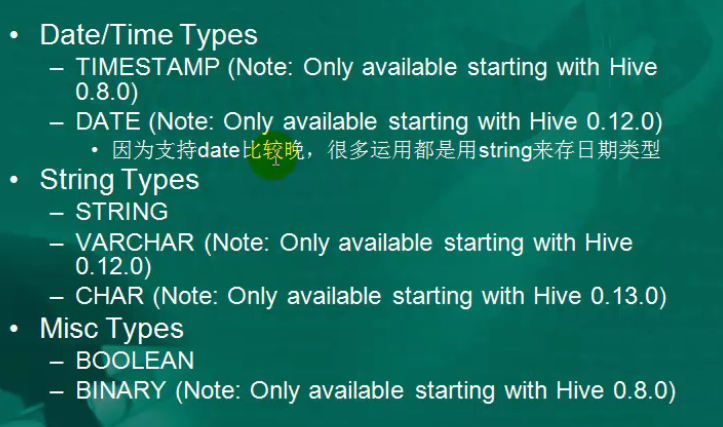 • Date/Time Types
– TIMESTAMP (Note: Only available starting with Hive
0.8.0)
– DATE (Note: Only available starting with Hive 0.12.0)
• 因为支持date比较晚，很多运用都是用string来存日期类型
• String Types
– STRING
– VARCHAR (Note: Only available starting with Hive
0.12.0)
– CHAR (Note: Only available starting with Hive 0.13.0)
• Misc Types
– BOOLEAN
– BINARY (Note: Only available starting with Hive 0.8.0)